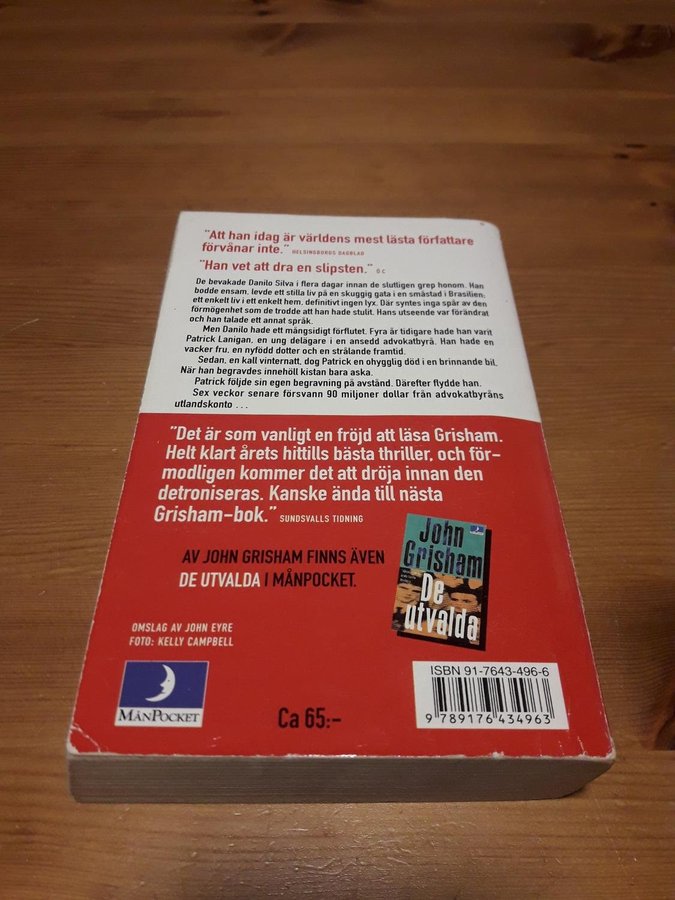 "Att han idag är världens mest lästa författare
förvånar inte." HELSINGBORGS DAGBLAD
"Han vet att dra en slipsten." GC
De bevakade Danilo Silva i flera dagar innan de slutligen grep honom. Han
bodde ensam, levde ett stilla liv på en skuggig gata i en småstad i Brasilien;
ett enkelt liv i ett enkelt hem, definitivt ingen lyx. Där syntes inga spår av den
förmögenhet som de trodde att han hade stulit. Hans utseende var förändrat
och han talade ett annat språk.
Men Danilo hade ett mångsidigt förflutet. Fyra år tidigare hade han varit
Patrick Lanigan, en ung delägare i en ansedd advokatbyrå. Han hade en
vacker fru, en nyfödd dotter och en strålande framtid.
Sedan, en kall vinternatt, dog Patrick en ohygglig död i en brinnande bil.
När han begravdes innehöll kistan bara aska.
Patrick följde sin egen begravning på avstånd. Därefter flydde han.
Sex veckor senare försvann 90 miljoner dollar från advokatbyråns
utlandskonto ...
"Det är som vanligt en fröjd att läsa Grisham.
Helt klart årets hittills bästa thriller, och för-
modligen kommer det att dröja innan den
detroniseras. Kanske ända till nästa
Grisham-bok." SUNDSVALLS TIDNING
AV JOHN GRISHAM FINNS ÄVEN
DE UTVALDA I MÅNPOCKET.
John
Grisham
De
utvalda
OMSLAG AV JOHN EYRE
FOTO: KELLY CAMPBELL
MÅNPOCKET
Ca 65:-
ISBN 91-7643-496-6
9 789176 434963